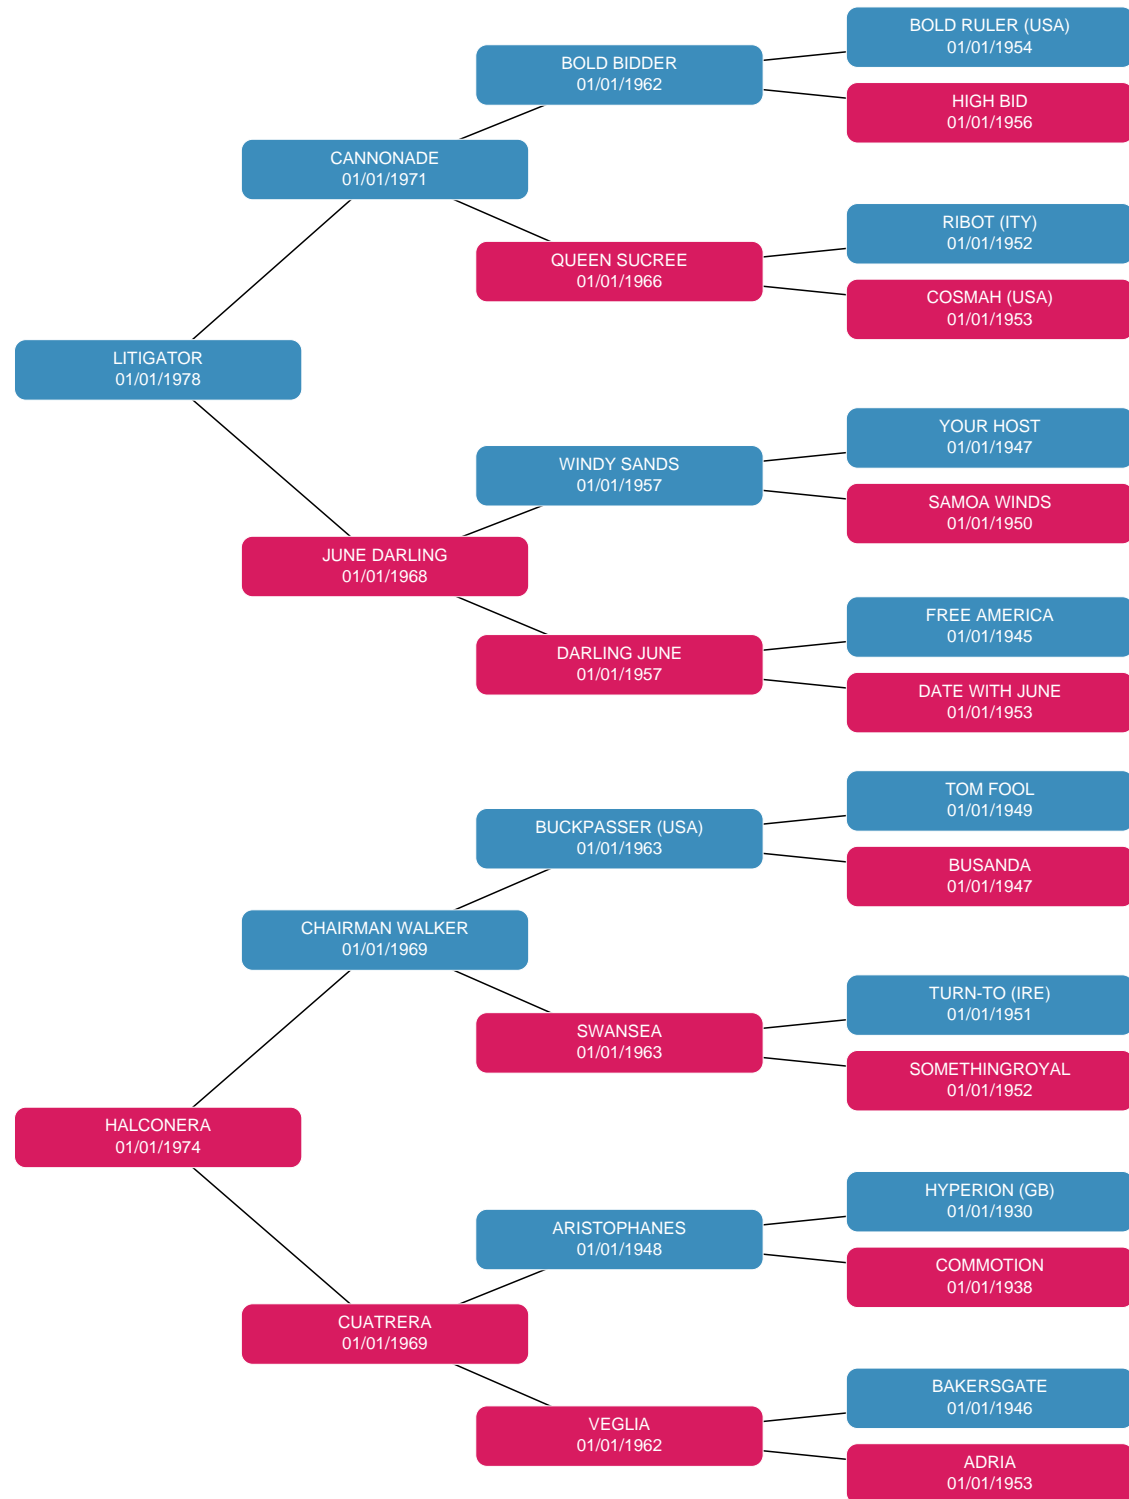 BOLD RULER (USA)
01/01/1954
BOLD BIDDER
01/01/1962
HIGH BID
01/01/1956
CANNONADE
01/01/1971
RIBOT (ITY)
01/01/1952
QUEEN SUCREE
01/01/1966
COSMAH (USA)
01/01/1953
LITIGATOR
01/01/1978
YOUR HOST
01/01/1947
WINDY SANDS
01/01/1957
SAMOA WINDS
01/01/1950
JUNE DARLING
01/01/1968
FREE AMERICA
01/01/1945
DARLING JUNE
01/01/1957
DATE WITH JUNE
01/01/1953
TOM FOOL
01/01/1949
BUCKPASSER (USA)
01/01/1963
BUSANDA
01/01/1947
CHAIRMAN WALKER
01/01/1969
TURN-TO (IRE)
01/01/1951
SWANSEA
01/01/1963
SOMETHINGROYAL
01/01/1952
HALCONERA
01/01/1974
HYPERION (GB)
01/01/1930
ARISTOPHANES
01/01/1948
COMMOTION
01/01/1938
CUATRERA
01/01/1969
BAKERSGATE
01/01/1946
VEGLIA
01/01/1962
ADRIA
01/01/1953